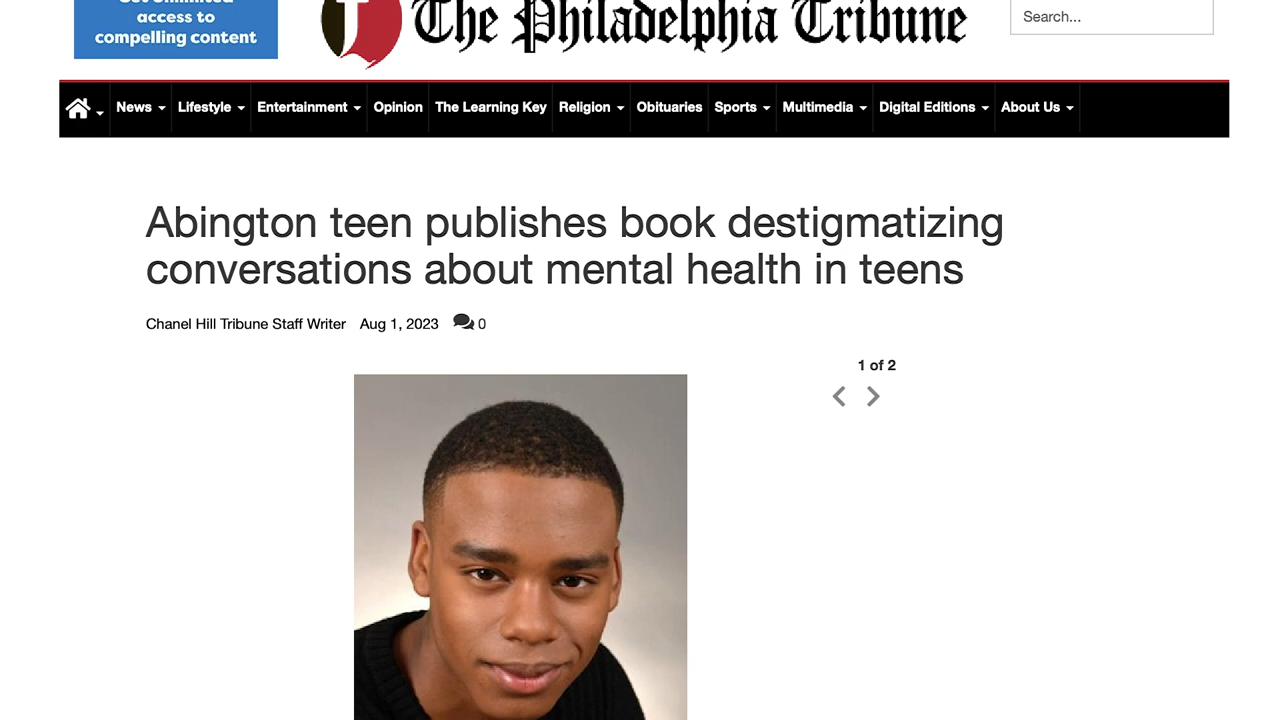 Get Unlimited
access to
compelling content
The Philadelphia Tribune
Search...
News Lifestyle Entertainment Opinion The Learning Key Religion Obituaries Sports Multimedia Digital Editions About Us
Abington teen publishes book destigmatizing
conversations about mental health in teens
Chanel Hill Tribune Staff Writer Aug 1, 2023 0
1 of 2